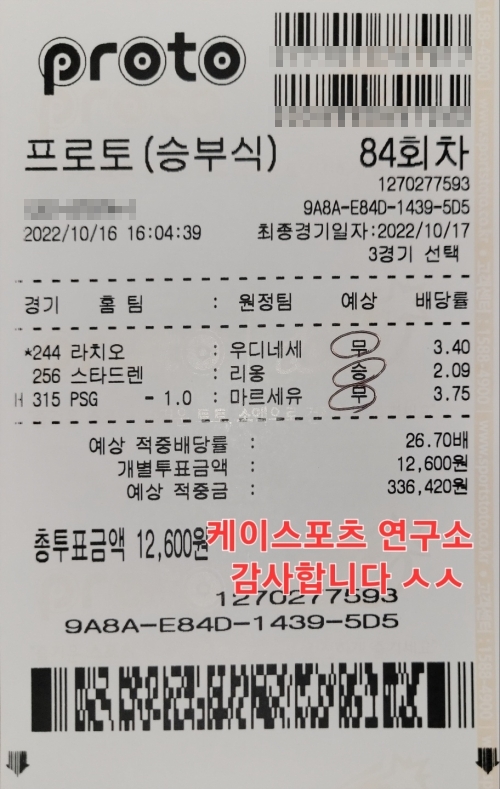 proto
프로토(승부식) 84회차
1270277593
9A8A-E84D-1439-5D5
2022/10/16 16:04:39 최종경기일자:2022/10/17
3경기 선택
경기 홈 팀 : 원정팀 예상 배당률
*244 라치오 : 우디네세 무 3.40
256 스타드렌 : 리옹 승 2.09
H 315 PSG - 1.0 : 마르세유 무 3.75
예상 적중배당률 : 26.70배
개별투표금액 : 12,600원
예상 적중금 : 336,420원
총투표금액 12,600원
케이스포츠 연구소
감사합니다 ㅅㅅ
1270277593
9A8A-E84D-1439-5D5